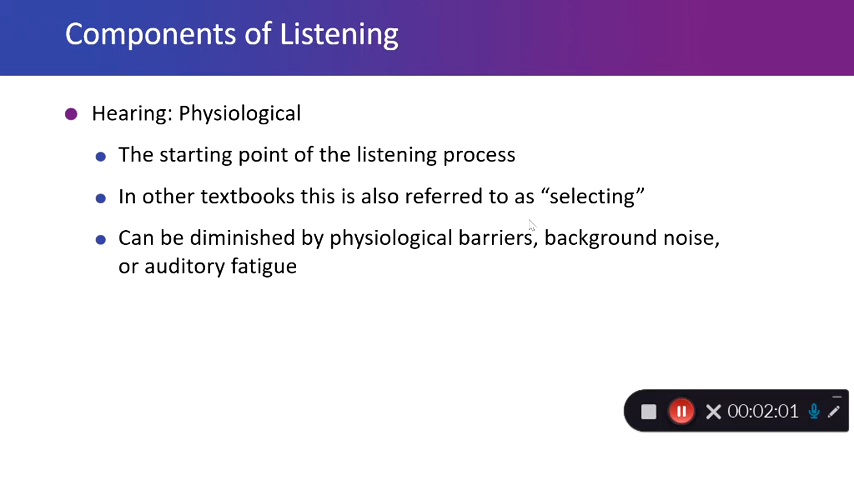 Components of Listening
Hearing: Physiological
The starting point of the listening process
In other textbooks this is also referred to as “selecting”
Can be diminished by physiological barriers, background noise,
or auditory fatigue
00:02:01